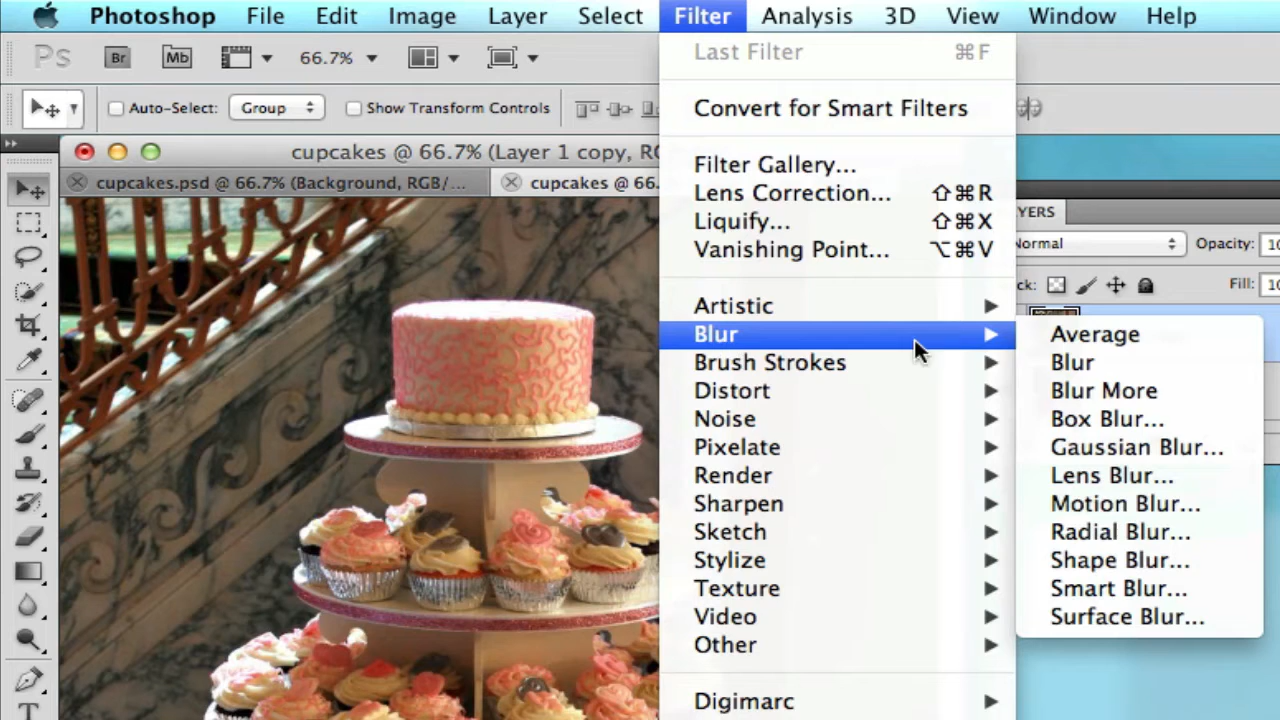 Photoshop File Edit Image Layer Select Filter Analysis 3D View Window Help
Ps Br Mb 66.7%
Auto-Select: Group Show Transform Controls
cupcakes @ 66.7% (Layer 1 copy, RG
cupcakes.psd @ 66.7% (Background, RGB/... cupcakes @ 66.
Last Filter ⌘F
Convert for Smart Filters
Filter Gallery...
Lens Correction... ⇧⌘R
Liquify... ⇧⌘X
Vanishing Point... ⌥⌘V
Artistic
Blur
Brush Strokes
Distort
Noise
Pixelate
Render
Sharpen
Sketch
Stylize
Texture
Video
Other
Digimarc
Average
Blur
Blur More
Box Blur...
Gaussian Blur...
Lens Blur...
Motion Blur...
Radial Blur...
Shape Blur...
Smart Blur...
Surface Blur...
YERS
Normal Opacity: 10
ck: Fill: 10
T